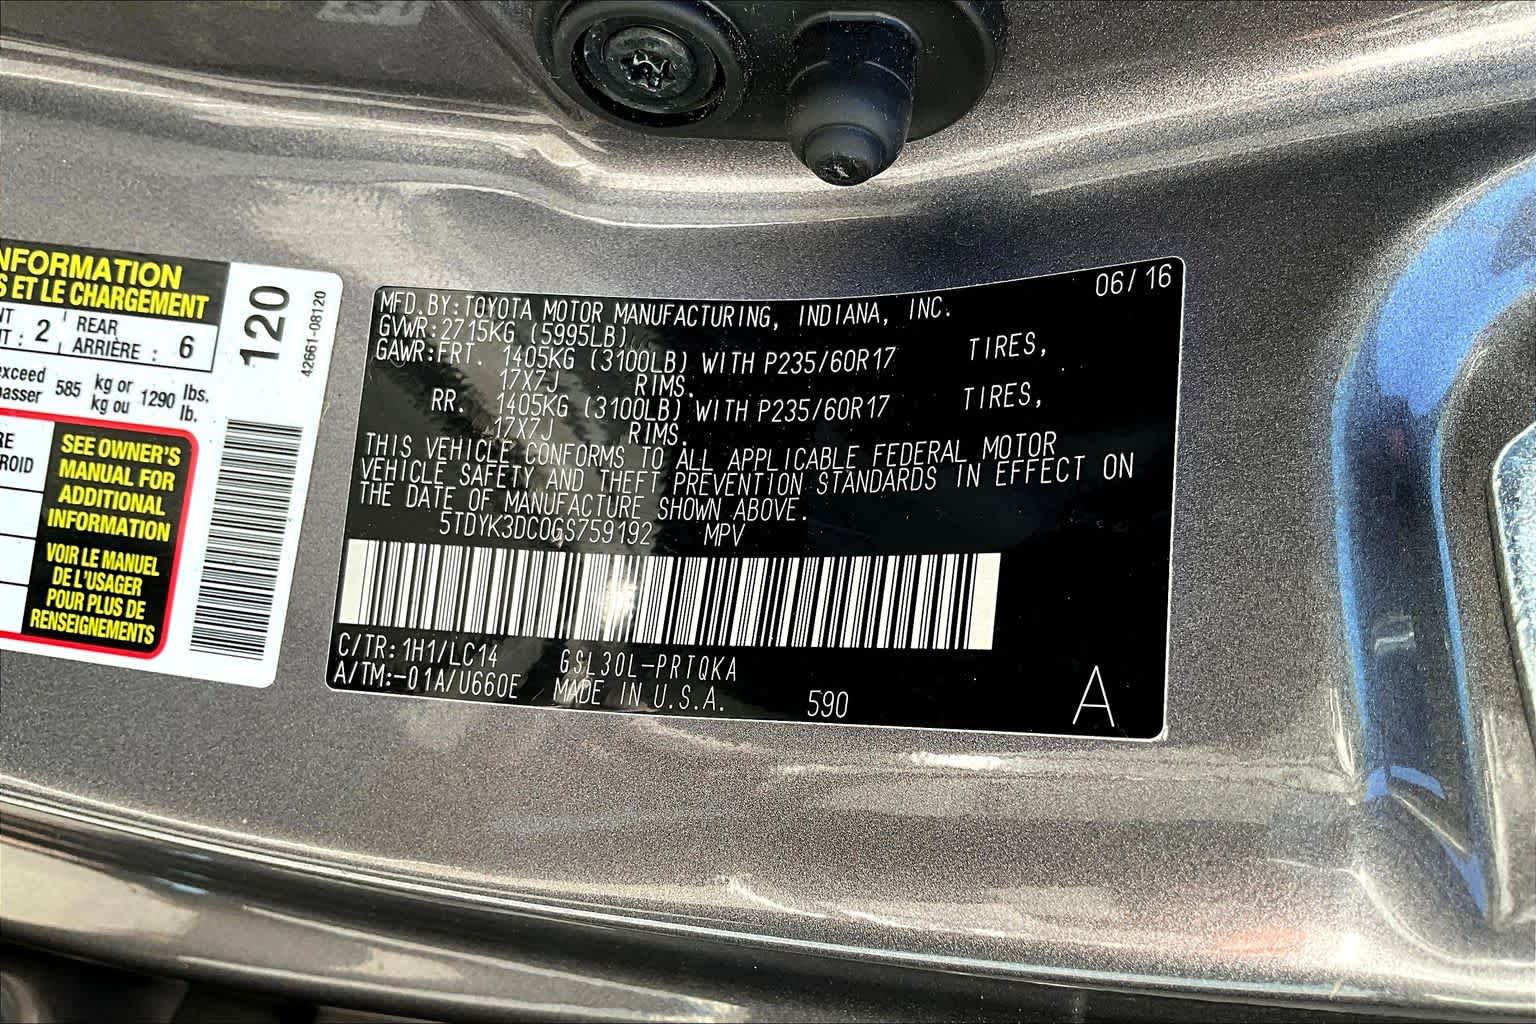 NFORMATION
S ET LE CHARGEMENT
NT
: 2
REAR
ARRIÈRE : 6
exceed
passer 585 kg or
kg ou 1290 lbs.
lb.
RE
ROID
SEE OWNER'S
MANUAL FOR
ADDITIONAL
INFORMATION
VOIR LE MANUEL
DE L'USAGER
POUR PLUS DE
RENSEIGNEMENTS
120
42661-08120
06/16
MFD.BY:TOYOTA MOTOR MANUFACTURING, INDIANA, INC.
GVWR:2715KG (5995LB)
GAWR:FRT. 1405KG (3100LB) WITH P235/60R17 TIRES,
17X7J RIMS.
RR. 1405KG (3100LB) WITH P235/60R17 TIRES,
17X7J RIMS.
THIS VEHICLE CONFORMS TO ALL APPLICABLE FEDERAL MOTOR
VEHICLE SAFETY AND THEFT PREVENTION STANDARDS IN EFFECT ON
THE DATE OF MANUFACTURE SHOWN ABOVE.
5TDYK3DC0GS759192 MPV
C/TR:1H1/LC14 GSL30L-PRTQKA
A/TM:-01A/U660E MADE IN U.S.A. 590 A